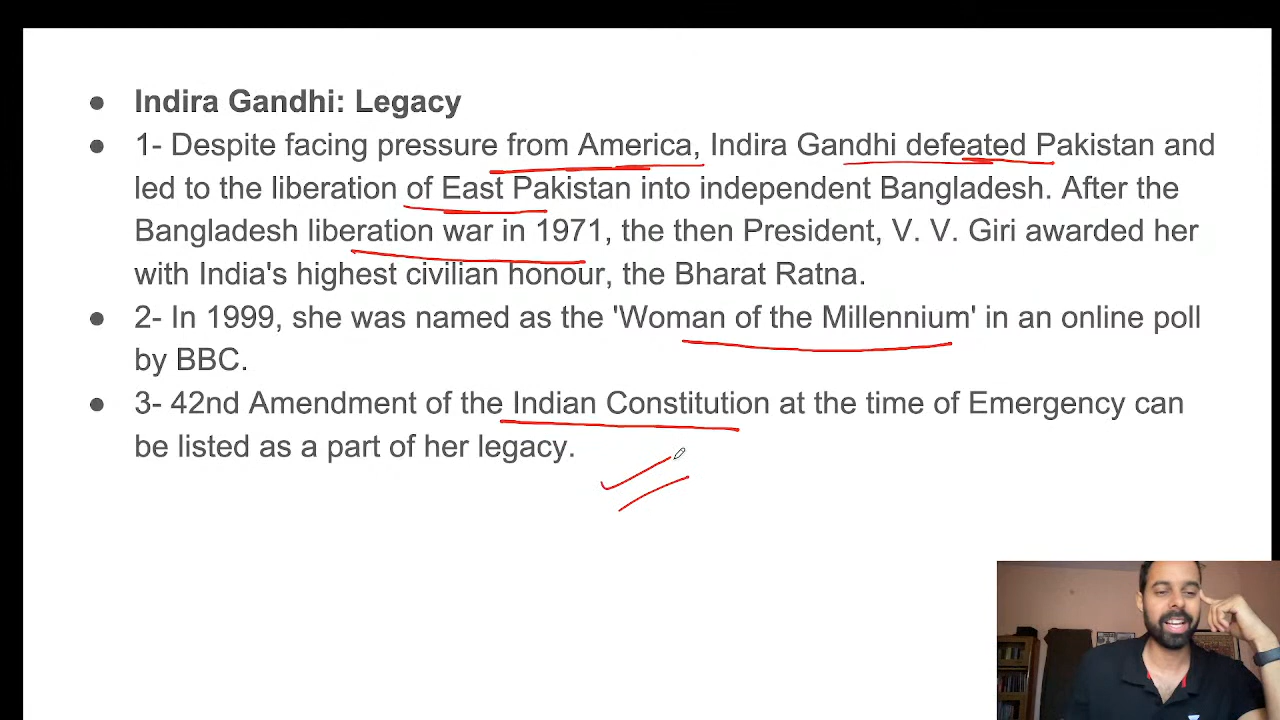 ● Indira Gandhi: Legacy
● 1- Despite facing pressure from America, Indira Gandhi defeated Pakistan and
led to the liberation of East Pakistan into independent Bangladesh. After the
Bangladesh liberation war in 1971, the then President, V. V. Giri awarded her
with India's highest civilian honour, the Bharat Ratna.
● 2- In 1999, she was named as the 'Woman of the Millennium' in an online poll
by BBC.
● 3- 42nd Amendment of the Indian Constitution at the time of Emergency can
be listed as a part of her legacy.